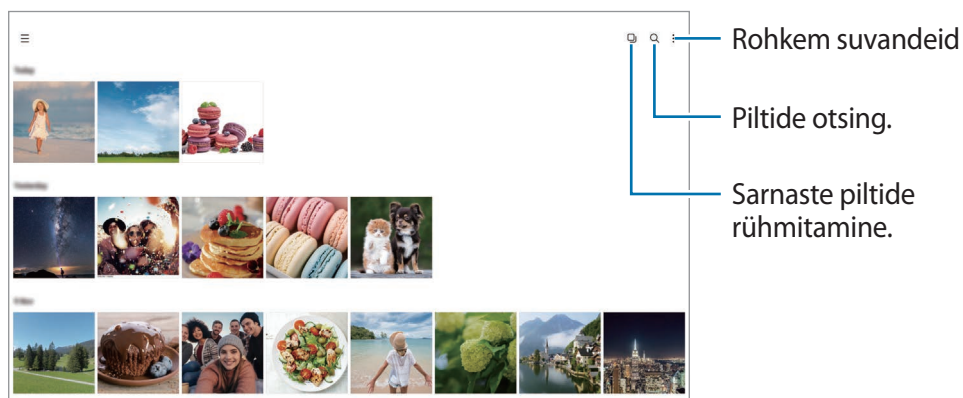 Rohkem suvandeid
Piltide otsing.
Sarnaste piltide
rühmitamine.